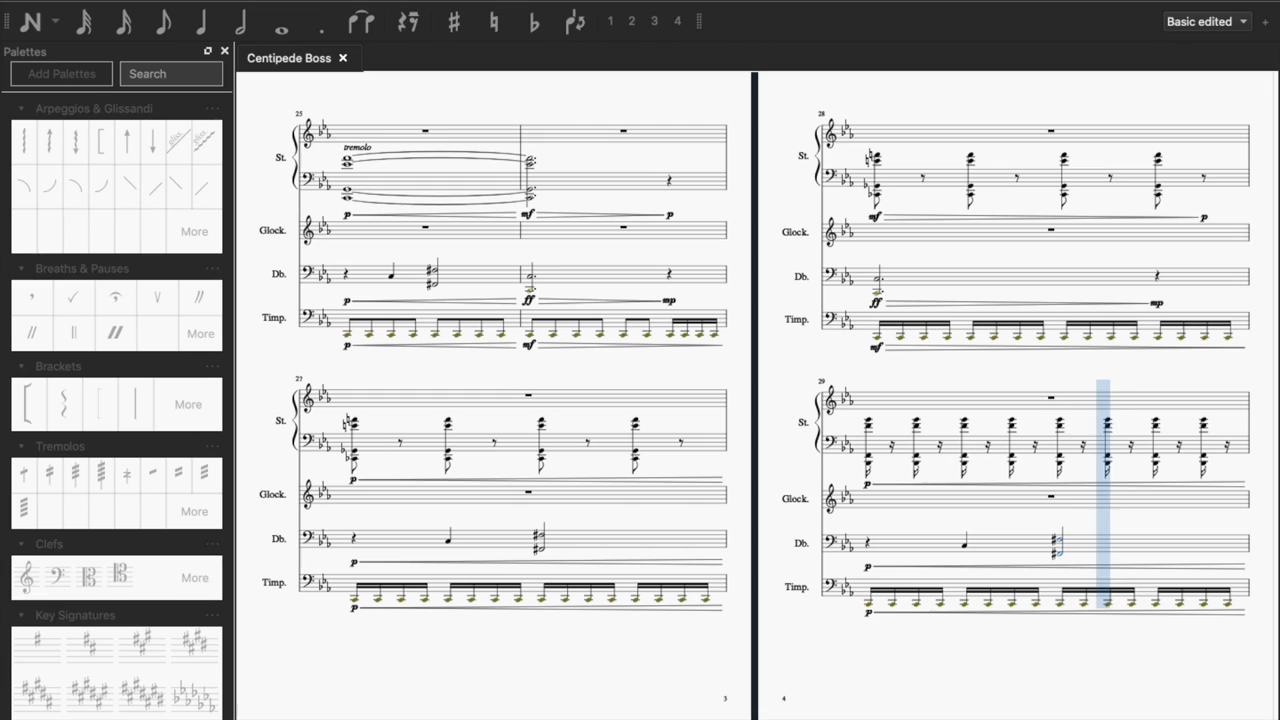 1 2 3 4
Basic edited
Palettes
Centipede Boss
Add Palettes
Search
Arpeggios & Glissandi
More
Breaths & Pauses
More
Brackets
More
Tremolos
More
Clefs
More
Key Signatures
25
tremolo
St.
p mf p
Glock.
Db.
p ff mp
Timp.
p mf
27
St.
p
Glock.
Db.
p
Timp.
p
3
28
St.
mf p
Glock.
Db.
ff mp
Timp.
mf
29
St.
p
Glock.
Db.
p
Timp.
p
4